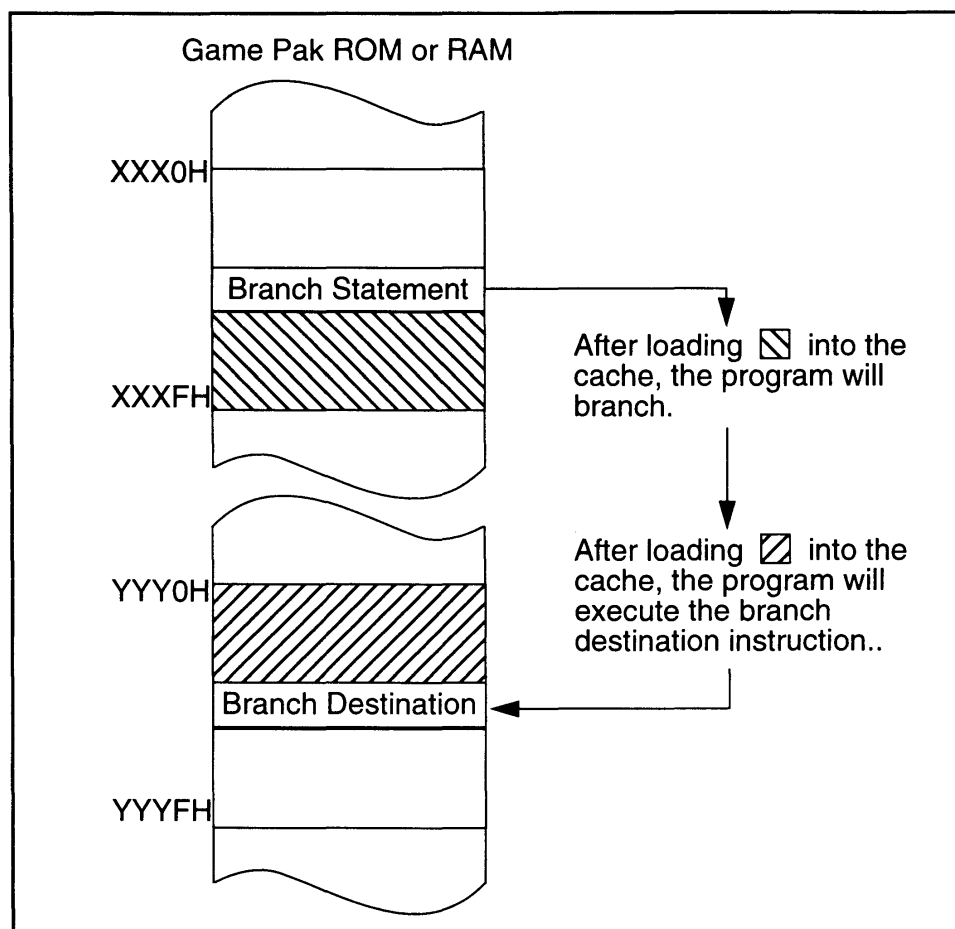 Game Pak ROM or RAM
XXX0H
Branch Statement
After loading into the
cache, the program will
branch.
XXXFH
After loading into the
cache, the program will
execute the branch
destination instruction..
YYY0H
Branch Destination
YYYFH